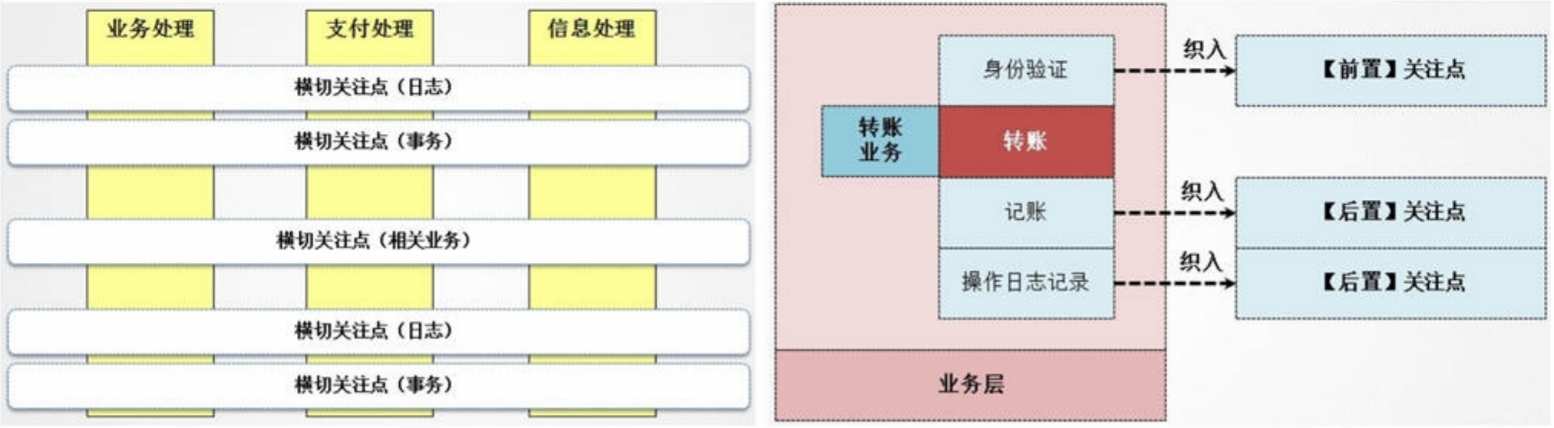 业务处理
支付处理
信息处理
横切关注点（日志）
横切关注点（事务）
横切关注点（相关业务）
横切关注点（日志）
横切关注点（事务）
身份验证
织入
【前置】关注点
转账
业务
转账
记账
织入
【后置】关注点
操作日志记录
织入
【后置】关注点
业务层